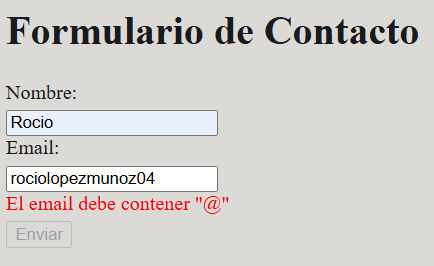 Formulario de Contacto
Nombre:
Rocio
Email:
rociolopezmunoz04
El email debe contener "@"
Enviar